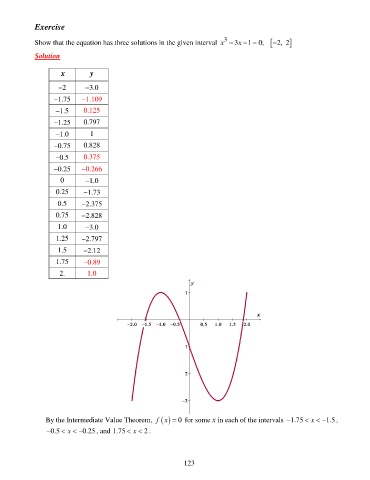 Exercise
Show that the equation has three solutions in the given interval x³ − 3x − 1 = 0; [−2, 2]
Solution
x y
−2 −3.0
−1.75 −1.109
−1.5 0.125
−1.25 0.797
−1.0 1
−0.75 0.828
−0.5 0.375
−0.25 −0.266
0 −1.0
0.25 −1.73
0.5 −2.375
0.75 −2.828
1.0 −3.0
1.25 −2.797
1.5 −2.12
1.75 −0.89
2. 1.0
y
1
x
−2.0 −1.5 −1.0 −0.5 0.5 1.0 1.5 2.0
1
2
−3
By the Intermediate Value Theorem, f(x) = 0 for some x in each of the intervals −1.75 < x < −1.5,
−0.5 < x < −0.25, and 1.75 < x < 2.
123